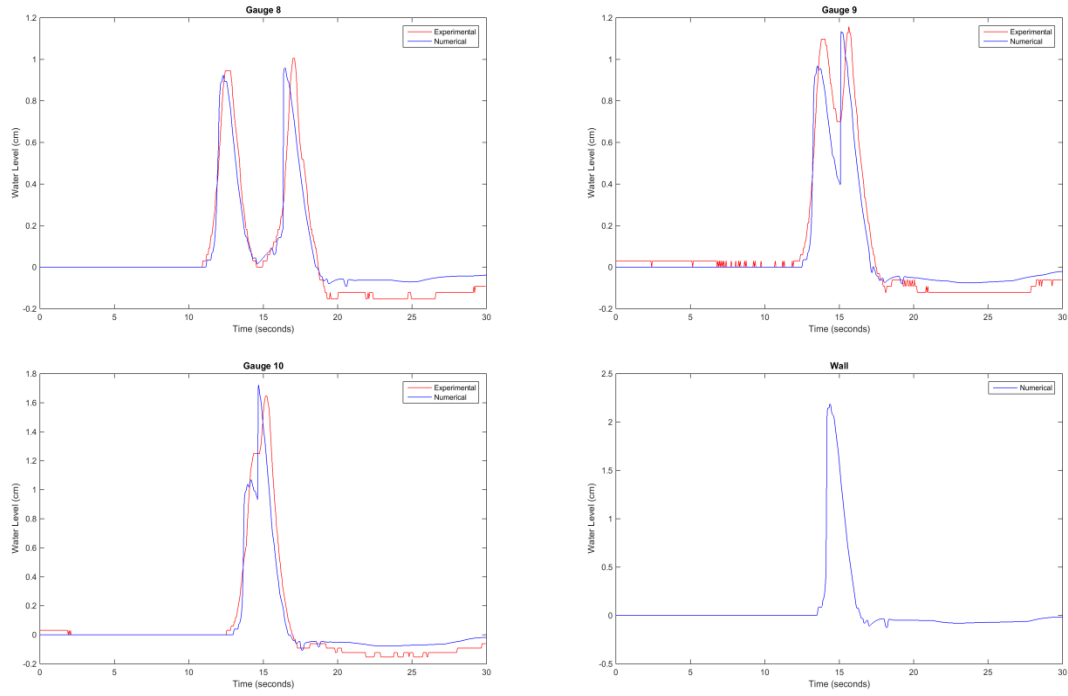 Gauge 8
1.2
1
0.8
0.6
0.4
0.2
0
-0.2
Water Level (cm)
0 5 10 15 20 25 30
Time (seconds)
Experimental
Numerical
Gauge 9
1.2
1
0.8
0.6
0.4
0.2
0
-0.2
Water Level (cm)
0 5 10 15 20 25 30
Time (seconds)
Experimental
Numerical
Gauge 10
1.8
1.6
1.4
1.2
1
0.8
0.6
0.4
0.2
0
-0.2
Water Level (cm)
0 5 10 15 20 25 30
Time (seconds)
Experimental
Numerical
Wall
2.5
2
1.5
1
0.5
0
-0.5
Water Level (cm)
0 5 10 15 20 25 30
Time (seconds)
Numerical